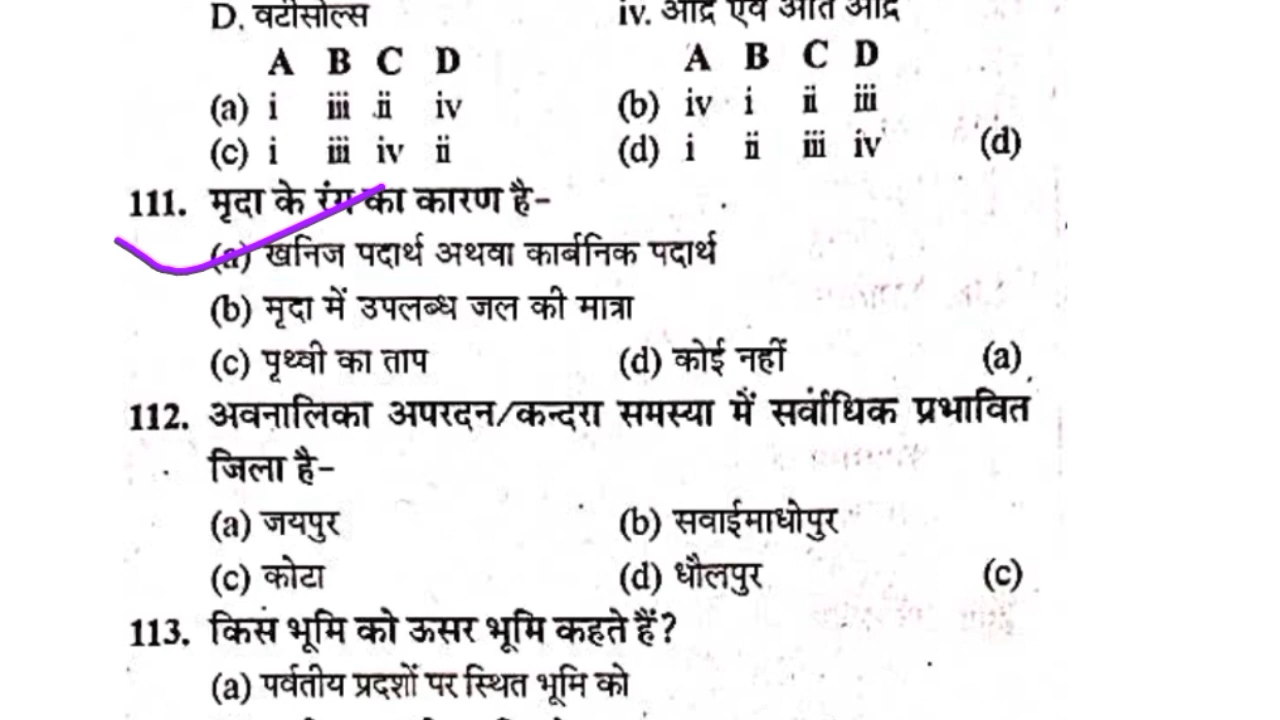 D. वर्टीसोल्स iv. आर्द्र एवं अति आर्द्र
A B C D A B C D
(a) i iii ii iv (b) iv i ii iii
(c) i iii iv ii (d) i ii iii iv (d)
111. मृदा के रंग का कारण है-
(a) खनिज पदार्थ अथवा कार्बनिक पदार्थ
(b) मृदा में उपलब्ध जल की मात्रा
(c) पृथ्वी का ताप (d) कोई नहीं (a)
112. अवनालिका अपरदन/कन्दरा समस्या में सर्वाधिक प्रभावित
जिला है-
(a) जयपुर (b) सवाईमाधोपुर
(c) कोटा (d) धौलपुर (c)
113. किस भूमि को ऊसर भूमि कहते हैं?
(a) पर्वतीय प्रदेशों पर स्थित भूमि को